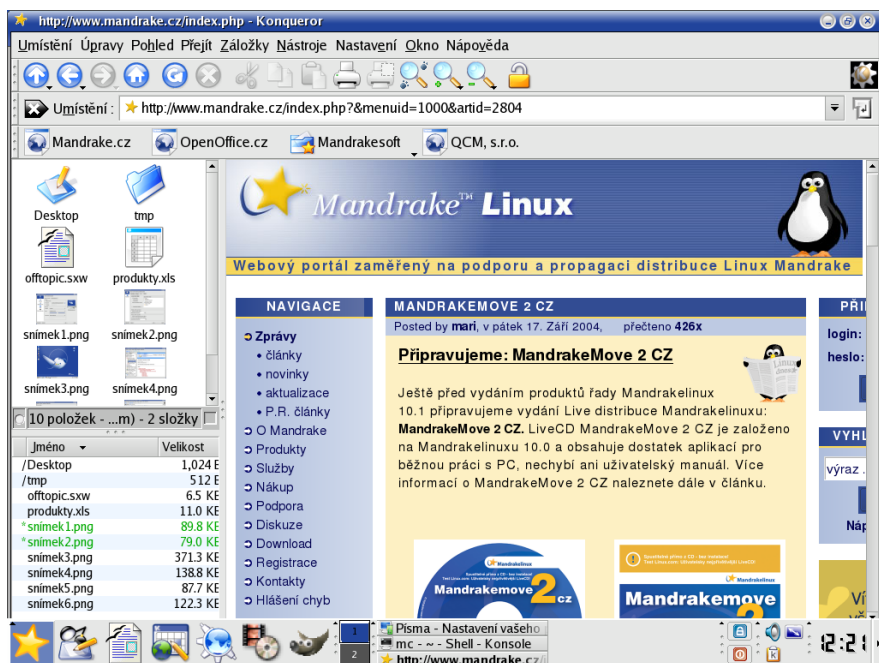 http://www.mandrake.cz/index.php - Konqueror
Umístění Úpravy Pohled Přejít Záložky Nástroje Nastavení Okno Nápověda
Umístění : http://www.mandrake.cz/index.php?&menuid=1000&artid=2804
Mandrake.cz OpenOffice.cz Mandrakesoft QCM, s.r.o.
Desktop tmp
offtopic.sxw produkty.xls
snímek1.png snímek2.png
snímek3.png snímek4.png
10 položek - ...m) - 2 složky
Jméno Velikost
/Desktop 1,024 E
/tmp 512 E
offtopic.sxw 6.5 KE
produkty.xls 11.0 KE
*snímek1.png 89.8 KE
*snímek2.png 79.0 KE
snímek3.png 371.3 KE
snímek4.png 138.8 KE
snímek5.png 87.7 KE
snímek6.png 122.3 KE
Mandrake™ Linux
Webový portál zaměřený na podporu a propagaci distribuce Linux Mandrake
NAVIGACE
Zprávy
• články
• novinky
• aktualizace
• P.R. články
O Mandrake
Produkty
Služby
Nákup
Podpora
Diskuze
Download
Registrace
Kontakty
Hlášení chyb
MANDRAKEMOVE 2 CZ
Posted by mari, v pátek 17. Září 2004, přečteno 426x
Připravujeme: MandrakeMove 2 CZ
Ještě před vydáním produktů řady Mandrakelinux
10.1 připravujeme vydání Live distribuce Mandrakelinuxu:
MandrakeMove 2 CZ. LiveCD MandrakeMove 2 CZ je založeno
na Mandrakelinuxu 10.0 a obsahuje dostatek aplikací pro
běžnou práci s PC, nechybí ani uživatelský manuál. Více
informací o MandrakeMove 2 CZ naleznete dále v článku.
Mandrakelinux
Mandrakemove 2 cz
Mandrakelinux
Mandrakemove 2
PŘI
login:
heslo:
VYHL
výraz .
Náp
Ví
1
2
Písma - Nastavení vašeho
mc - ~ - Shell - Konsole
http://www.mandrake.cz/i
12:21